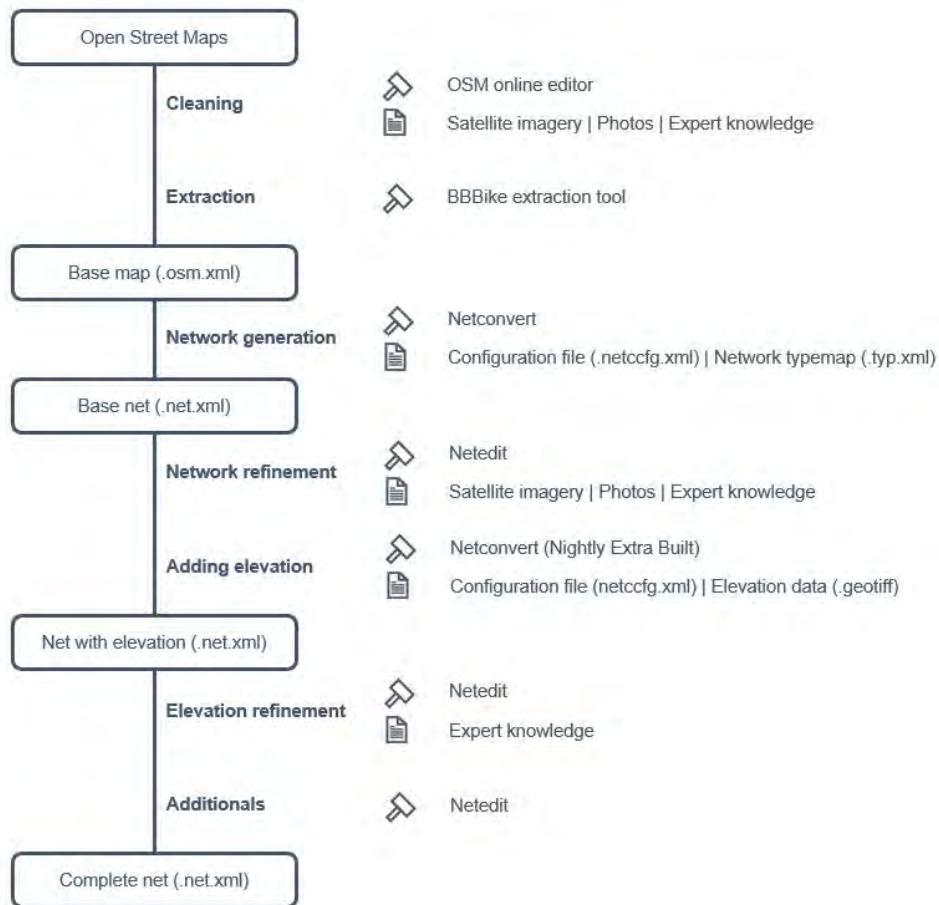 Open Street Maps
Cleaning
OSM online editor
Satellite imagery | Photos | Expert knowledge
Extraction
BBBike extraction tool
Base map (.osm.xml)
Network generation
Netconvert
Configuration file (.netccfg.xml) | Network typemap (.typ.xml)
Base net (.net.xml)
Network refinement
Netedit
Satellite imagery | Photos | Expert knowledge
Adding elevation
Netconvert (Nightly Extra Built)
Configuration file (netccfg.xml) | Elevation data (.geotiff)
Net with elevation (.net.xml)
Elevation refinement
Netedit
Expert knowledge
Additionals
Netedit
Complete net (.net.xml)